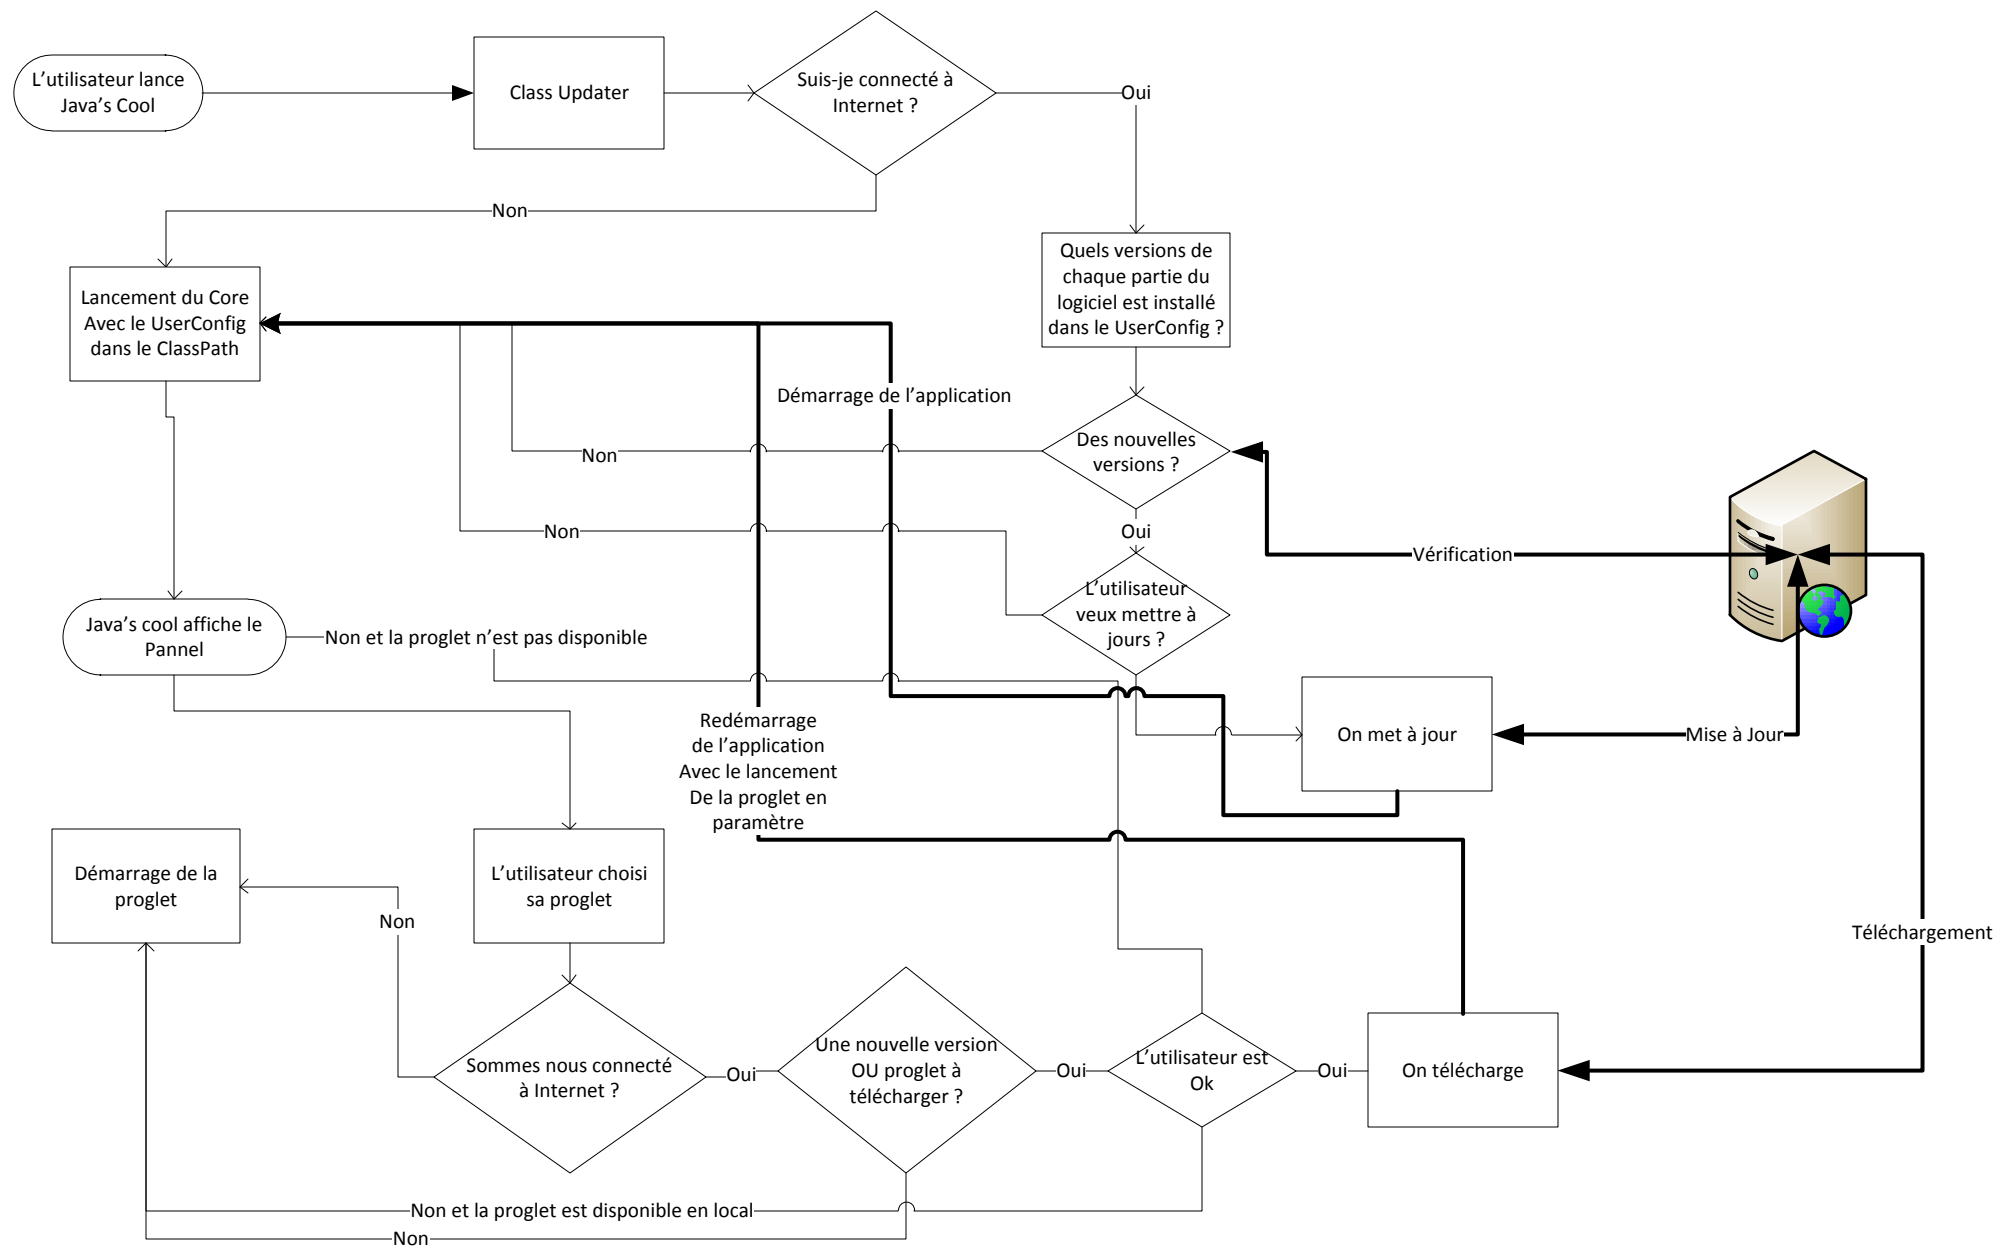 L’utilisateur lance
Java’s Cool
Class Updater
Suis-je connecté à
Internet ?
Oui
Non
Quels versions de
chaque partie du
logiciel est installé
dans le UserConfig ?
Lancement du Core
Avec le UserConfig
dans le ClassPath
Démarrage de l’application
Des nouvelles
versions ?
Non
Oui
Non
Vérification
L’utilisateur
veux mettre à
jours ?
Java’s cool affiche le
Pannel
Non et la proglet n’est pas disponible
Redémarrage
de l’application
Avec le lancement
De la proglet en
paramètre
On met à jour
Mise à Jour
Démarrage de la
proglet
L’utilisateur choisi
sa proglet
Non
Téléchargement
Sommes nous connecté
à Internet ?
Oui
Une nouvelle version
OU proglet à
télécharger ?
Oui
L’utilisateur est
Ok
Oui
On télécharge
Non et la proglet est disponible en local
Non